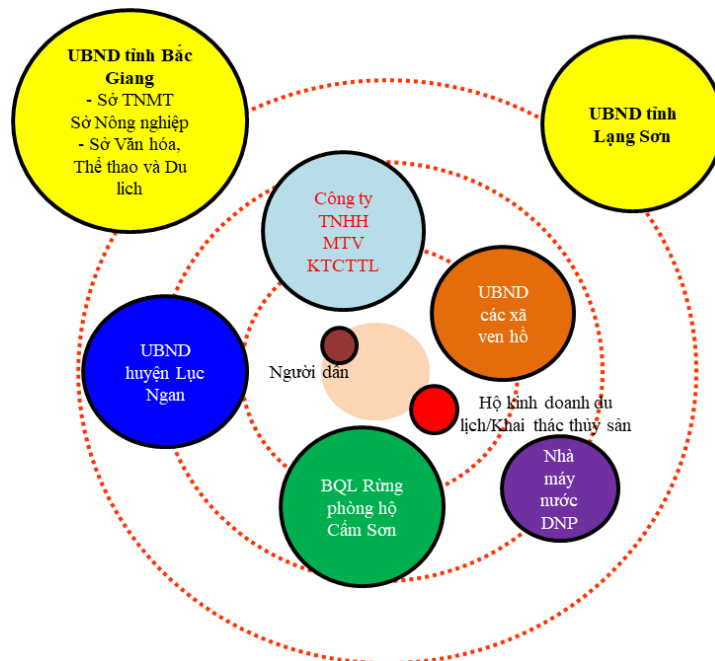 UBND tỉnh Bắc
Giang
- Sở TNMT
Sở Nông nghiệp
- Sở Văn hóa,
Thể thao và Du
lich
UBND tỉnh
Lạng Sơn
Công ty
TNHH
MTV
KTCTTL
UBND
các xã
ven hồ
UBND
huyện Lục
Ngan
Người dân
Hộ kinh doanh du
lịch/Khai thác thủy sản
BQL Rừng
phòng hộ
Cấm Sơn
Nhà
máy
nước
DNP